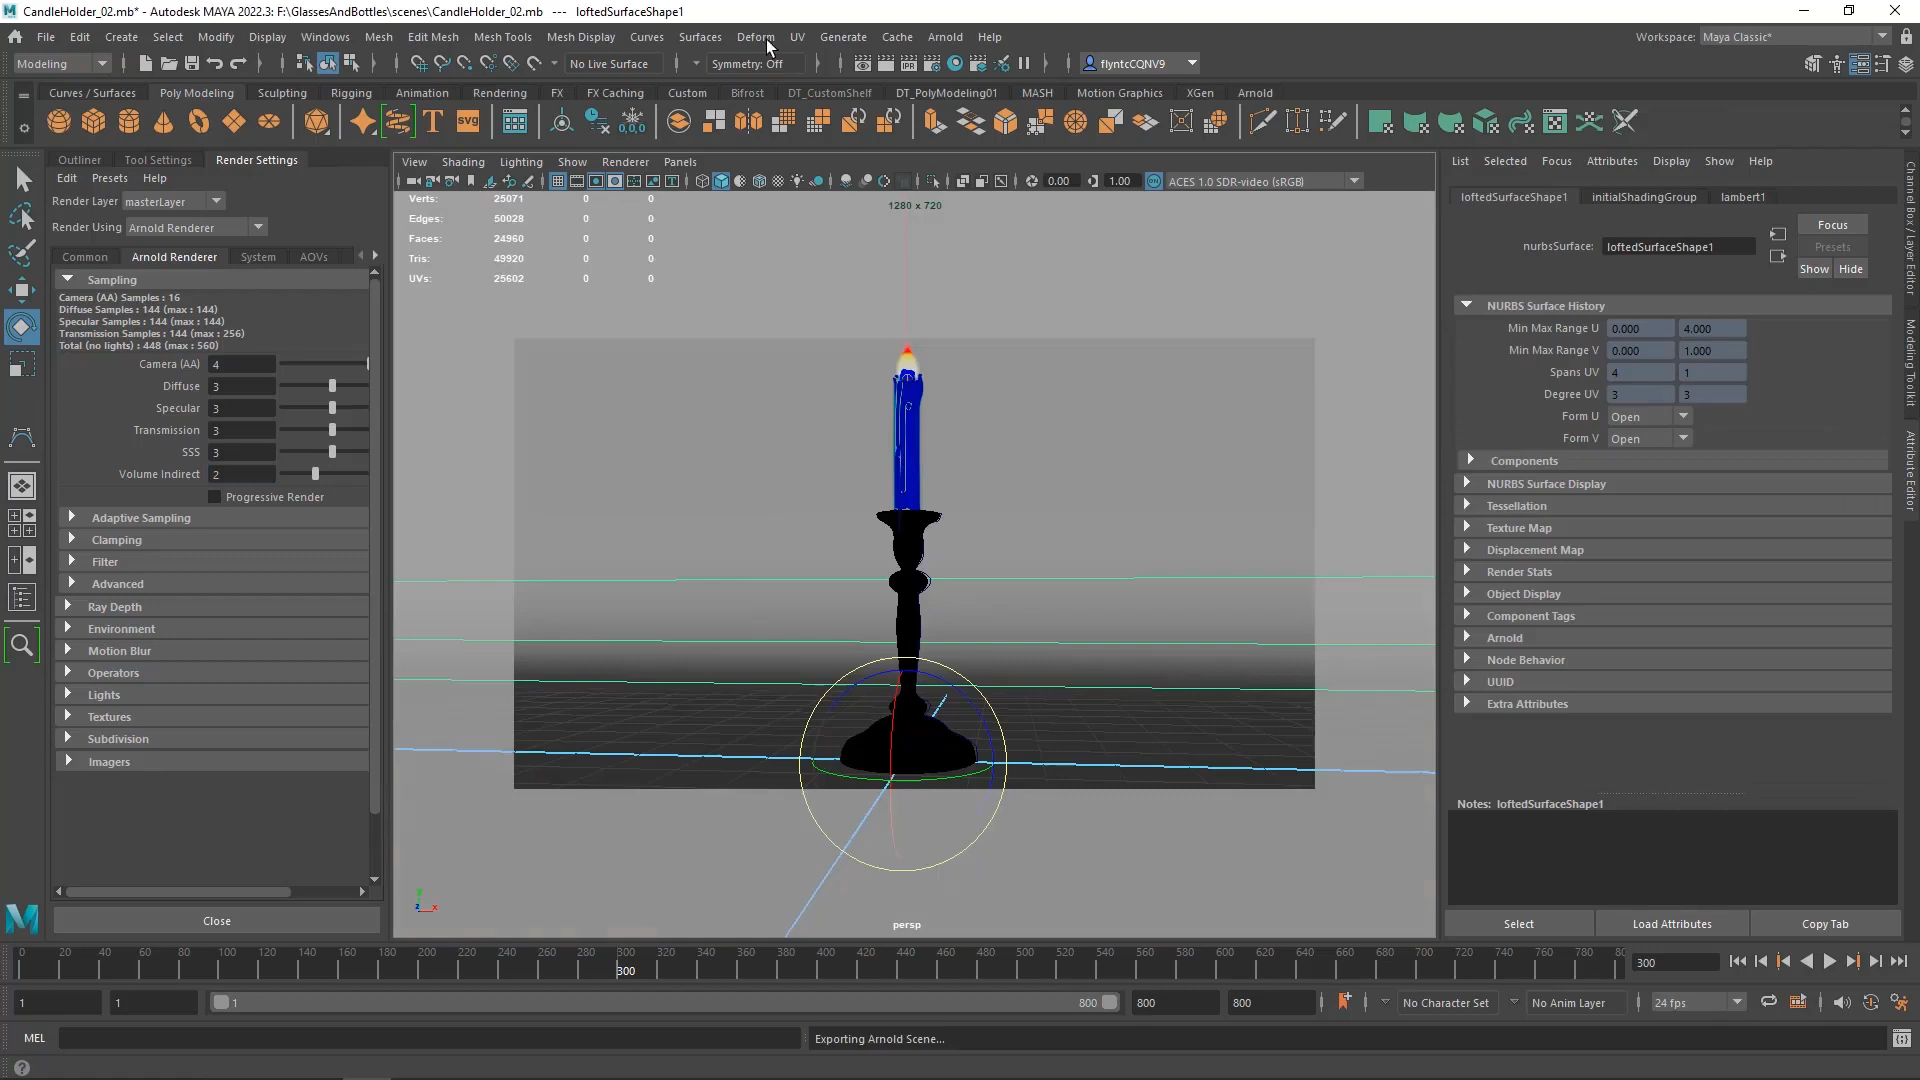 CandleHolder_02.mb* - Autodesk MAYA 2022.3: F:\GlassesAndBottles\scenes\CandleHolder_02.mb --- loftedSurfaceShape1
File Edit Create Select Modify Display Windows Mesh Edit Mesh Mesh Tools Mesh Display Curves Surfaces Deform UV Generate Cache Arnold Help
Workspace: Maya Classic*
Modeling No Live Surface Symmetry: Off flyntcCQNV9
Curves / Surfaces Poly Modeling Sculpting Rigging Animation Rendering FX FX Caching Custom Bifrost DT_CustomShelf DT_PolyModeling01 MASH Motion Graphics XGen Arnold
T svg 0,0,0
Outliner Tool Settings Render Settings
Edit Presets Help
Render Layer masterLayer
Render Using Arnold Renderer
Common Arnold Renderer System AOVs
Sampling
Camera (AA) Samples : 16
Diffuse Samples : 144 (max : 144)
Specular Samples : 144 (max : 144)
Transmission Samples : 144 (max : 256)
Total (no lights) : 448 (max : 560)
Camera (AA) 4
Diffuse 3
Specular 3
Transmission 3
SSS 3
Volume Indirect 2
Progressive Render
Adaptive Sampling
Clamping
Filter
Advanced
Ray Depth
Environment
Motion Blur
Operators
Lights
Textures
Subdivision
Imagers
Close
View Shading Lighting Show Renderer Panels
0.00 1.00 ACES 1.0 SDR-video (sRGB)
Verts: 25071 0 0
Edges: 50028 0 0
Faces: 24960 0 0
Tris: 49920 0 0
UVs: 25602 0 0
1280 x 720
persp
List Selected Focus Attributes Display Show Help
loftedSurfaceShape1 initialShadingGroup lambert1
nurbsSurface: loftedSurfaceShape1
Focus
Presets
Show Hide
NURBS Surface History
Min Max Range U 0.000 4.000
Min Max Range V 0.000 1.000
Spans UV 4 1
Degree UV 3 3
Form U Open
Form V Open
Components
NURBS Surface Display
Tessellation
Texture Map
Displacement Map
Render Stats
Object Display
Component Tags
Arnold
Node Behavior
UUID
Extra Attributes
Notes: loftedSurfaceShape1
Select Load Attributes Copy Tab
Channel Box / Layer Editor
Modeling Toolkit
Attribute Editor
0 20 40 60 80 100 120 140 160 180 200 220 240 260 280 300 320 340 360 380 400 420 440 460 480 500 520 540 560 580 600 620 640 660 680 700 720 740 760 780 80
300
300
1 1 1 800 800 800 No Character Set No Anim Layer 24 fps
MEL Exporting Arnold Scene...